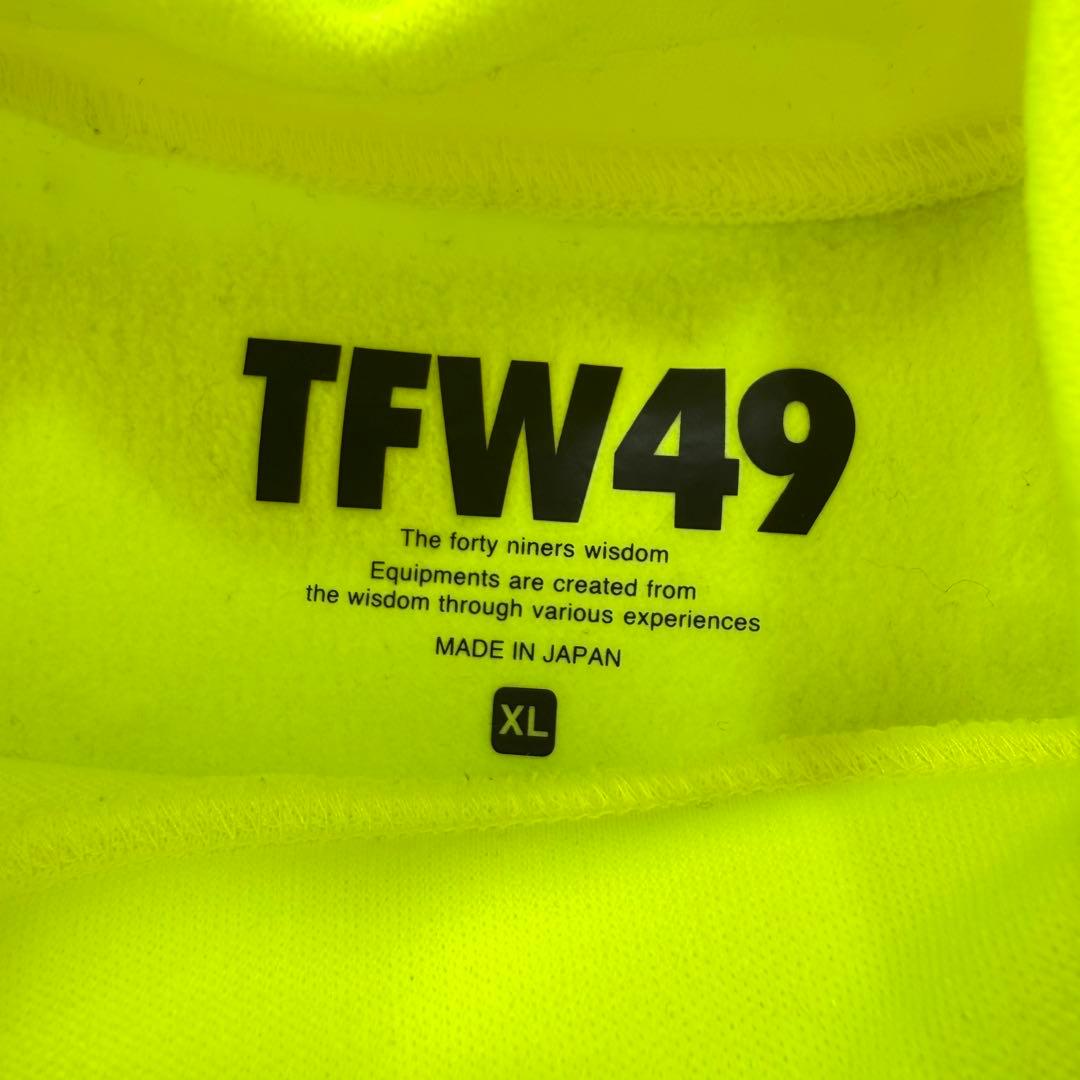 TFW49
The forty niners wisdom
Equipments are created from
the wisdom through various experiences
MADE IN JAPAN
XL